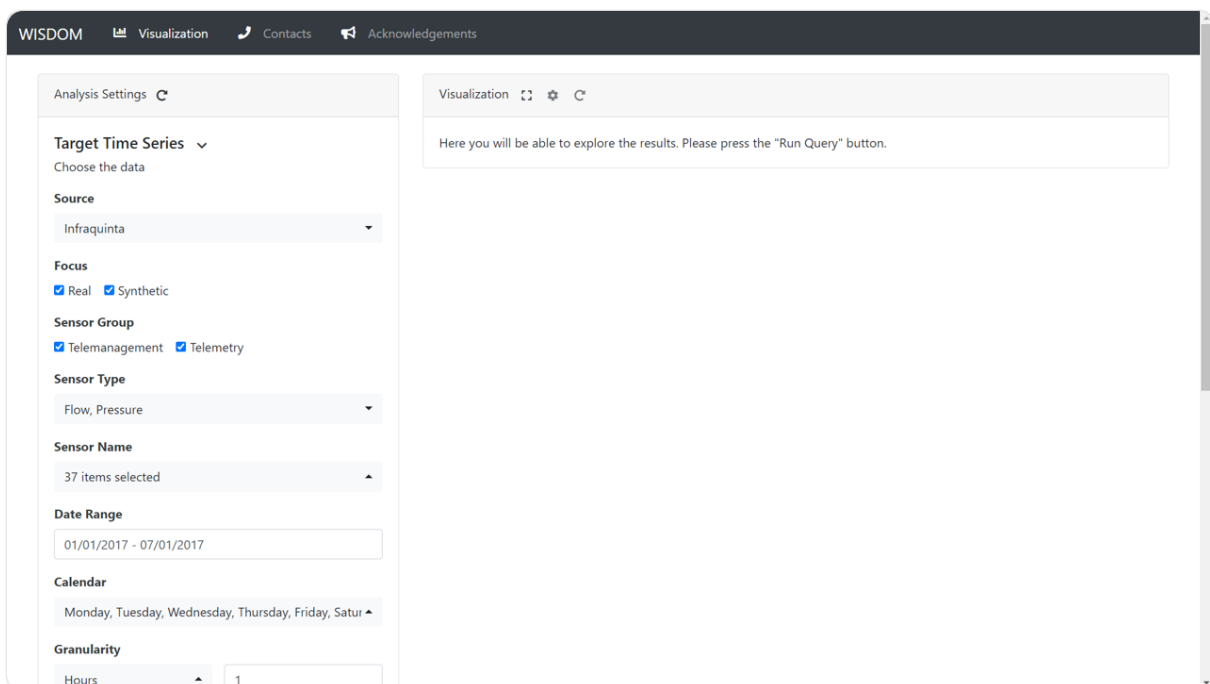 WISDOM Visualization Contacts Acknowledgements
Analysis Settings
Target Time Series
Choose the data
Source
Infraquinta
Focus
Real Synthetic
Sensor Group
Telemanagement Telemetry
Sensor Type
Flow, Pressure
Sensor Name
37 items selected
Date Range
01/01/2017 - 07/01/2017
Calendar
Monday, Tuesday, Wednesday, Thursday, Friday, Satur
Granularity
Hours 1
Visualization
Here you will be able to explore the results. Please press the "Run Query" button.